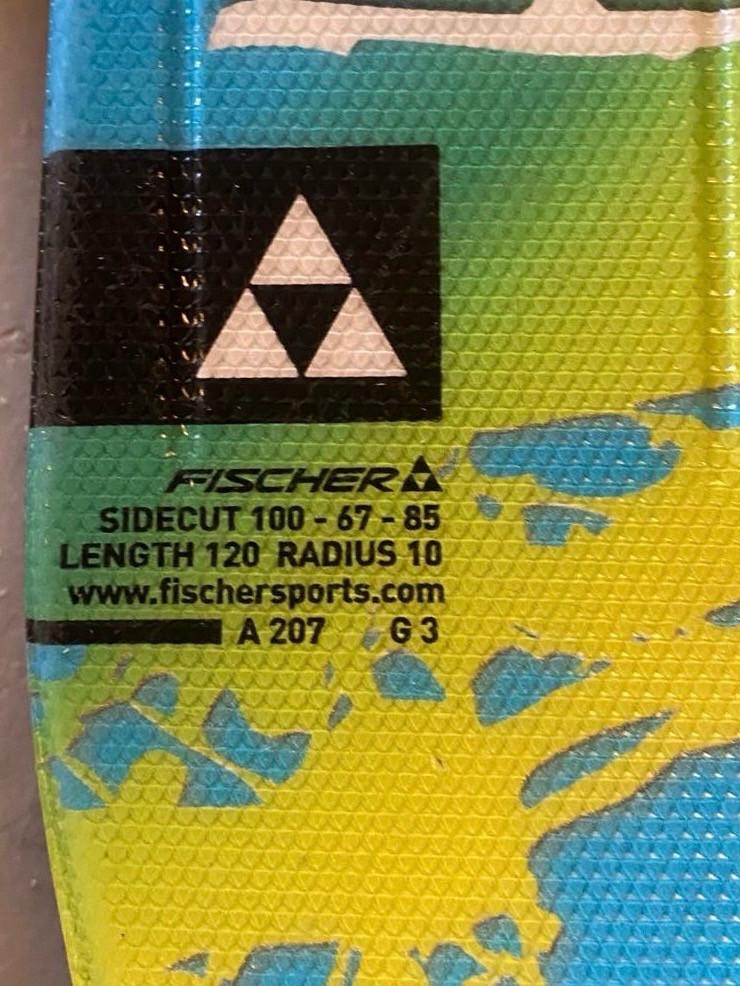 FISCHER
SIDECUT 100 - 67 - 85
LENGTH 120 RADIUS 10
www.fischersports.com
A 207 G 3